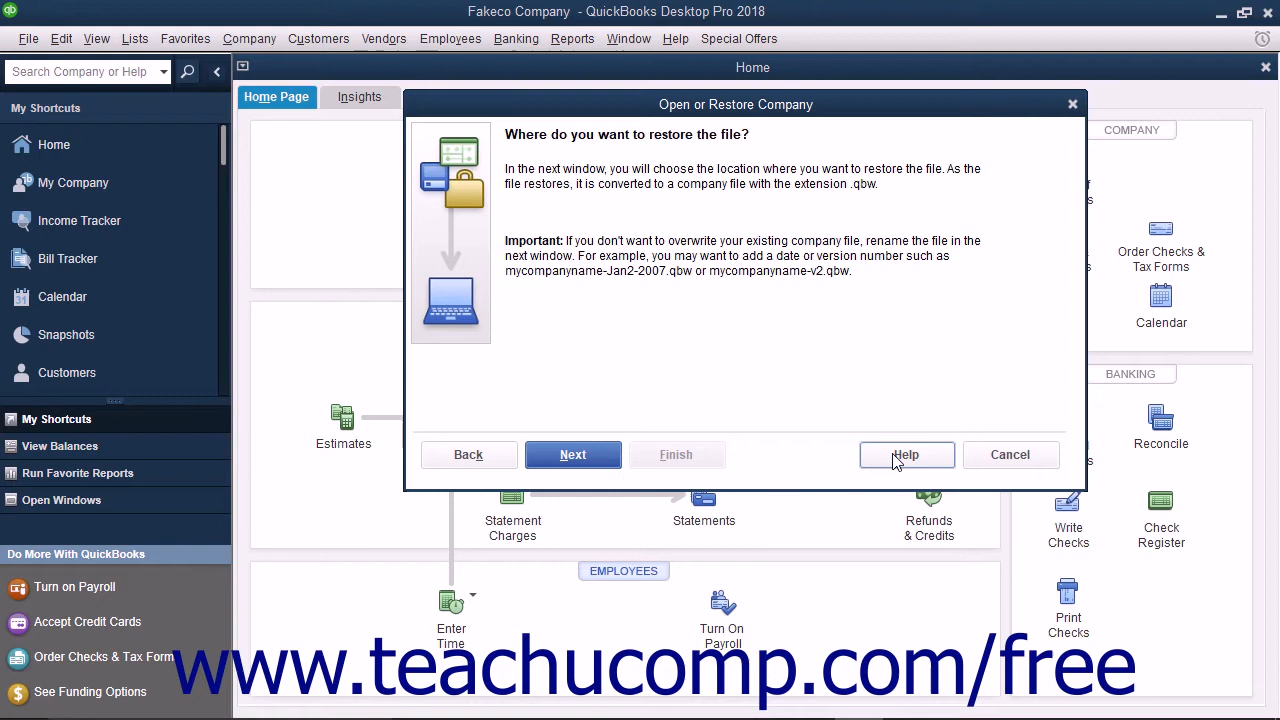 Fakeco Company - QuickBooks Desktop Pro 2018
File Edit View Lists Favorites Company Customers Vendors Employees Banking Reports Window Help Special Offers
Search Company or Help
Home
My Shortcuts
Home
My Company
Income Tracker
Bill Tracker
Calendar
Snapshots
Customers
My Shortcuts
View Balances
Run Favorite Reports
Open Windows
Do More With QuickBooks
Turn on Payroll
Accept Credit Cards
Order Checks & Tax Form
See Funding Options
Home Page Insights
Open or Restore Company
Where do you want to restore the file?
In the next window, you will choose the location where you want to restore the file. As the
file restores, it is converted to a company file with the extension .qbw.
Important: If you don't want to overwrite your existing company file, rename the file in the
next window. For example, you may want to add a date or version number such as
mycompanyname-Jan2-2007.qbw or mycompanyname-v2.qbw.
Back Next Finish Help Cancel
COMPANY
Order Checks &
Tax Forms
Calendar
BANKING
Reconcile
Write
Checks
Check
Register
Print
Checks
Estimates
Statement
Charges
Statements
Refunds
& Credits
EMPLOYEES
Enter
Time
Turn On
Payroll
www.teachucomp.com/free